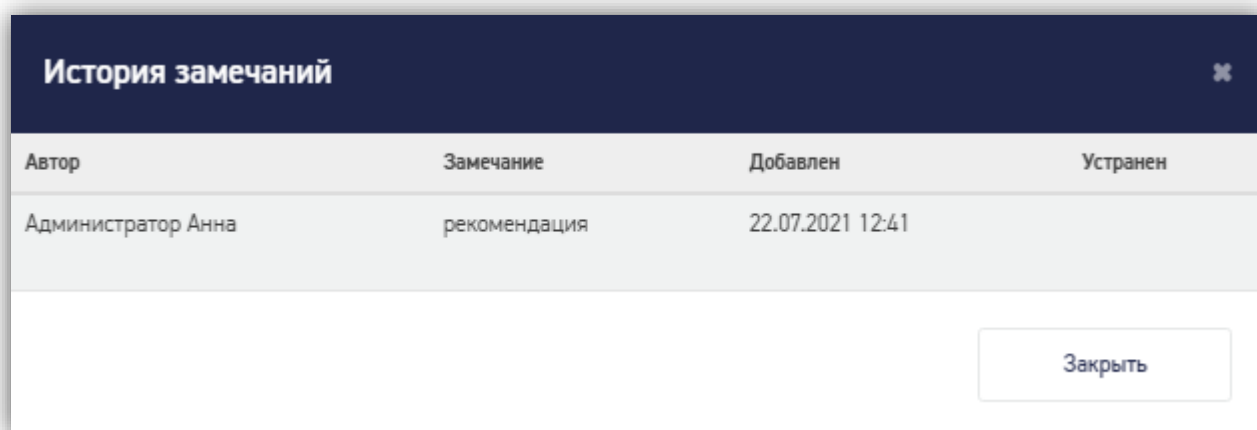 История замечаний
Автор Замечание Добавлен Устранен
Администратор Анна рекомендация 22.07.2021 12:41
Закрыть